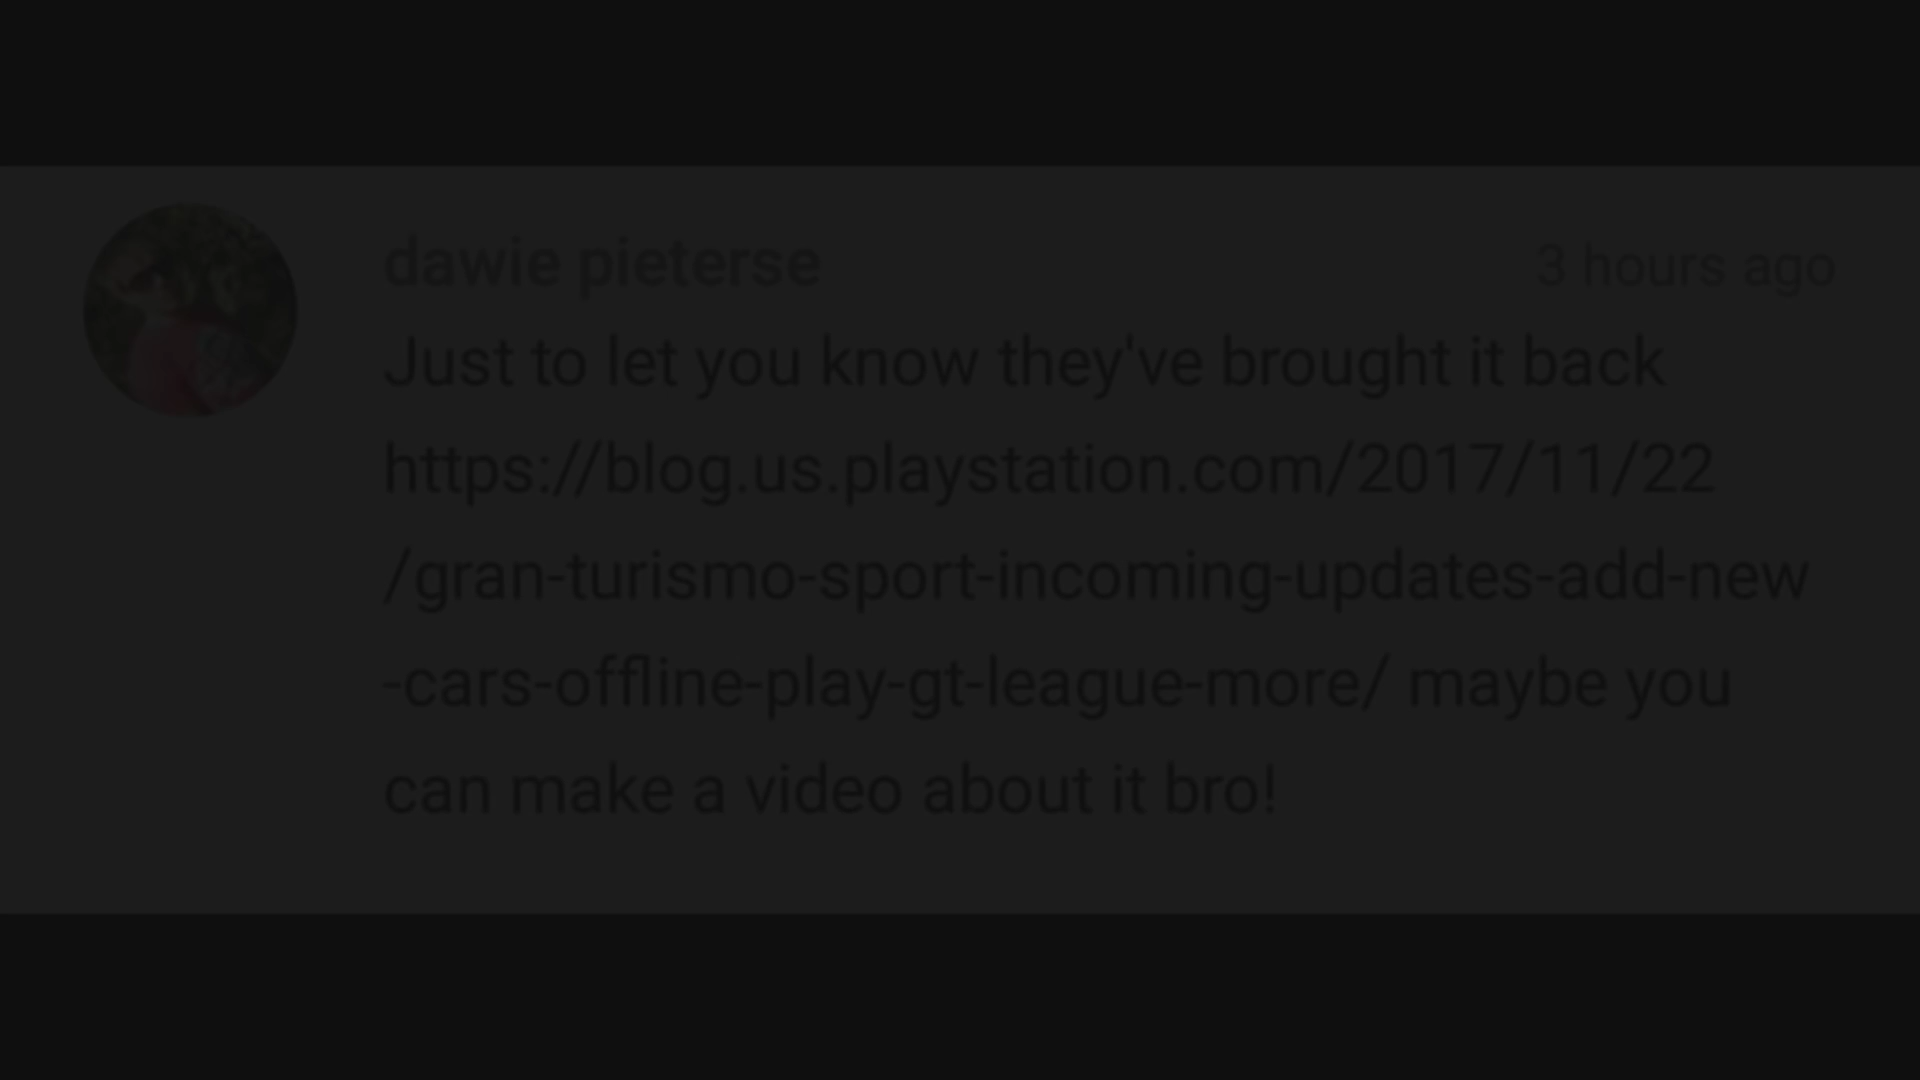 dawie pieterse
3 hours ago
Just to let you know they've brought it back
https://blog.us.playstation.com/2017/11/22
/gran-turismo-sport-incoming-updates-add-new
-cars-offline-play-gt-league-more/ maybe you
can make a video about it bro!